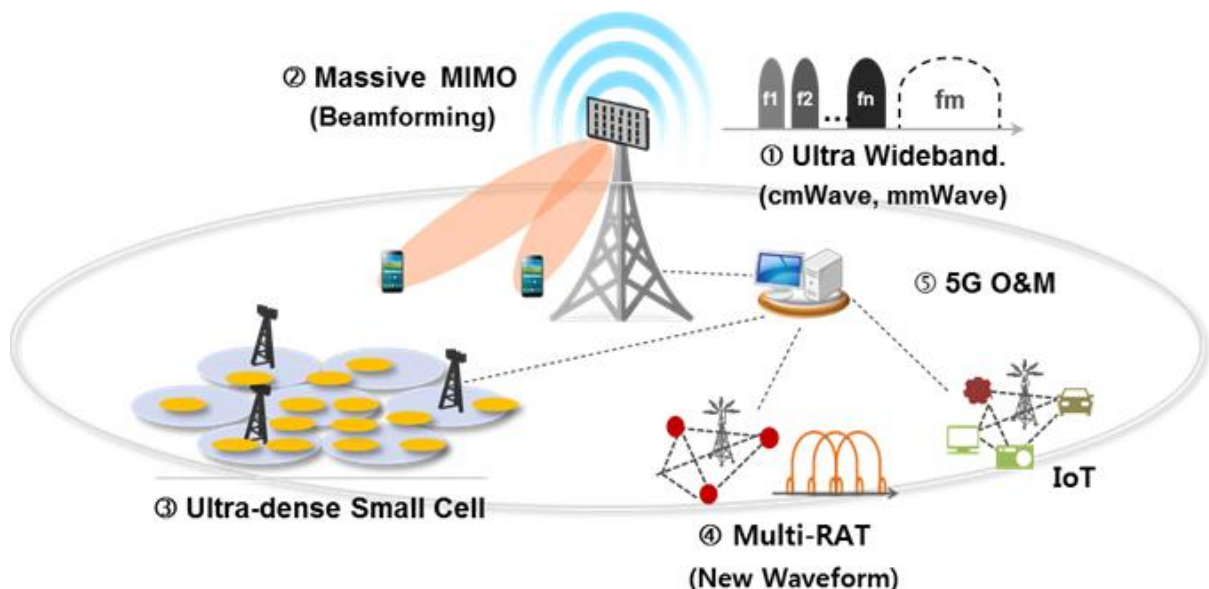 ② Massive MIMO
(Beamforming)
f1 f2 ... fn fm
① Ultra Wideband.
(cmWave, mmWave)
⑤ 5G O&M
③ Ultra-dense Small Cell
④ Multi-RAT
(New Waveform)
IoT